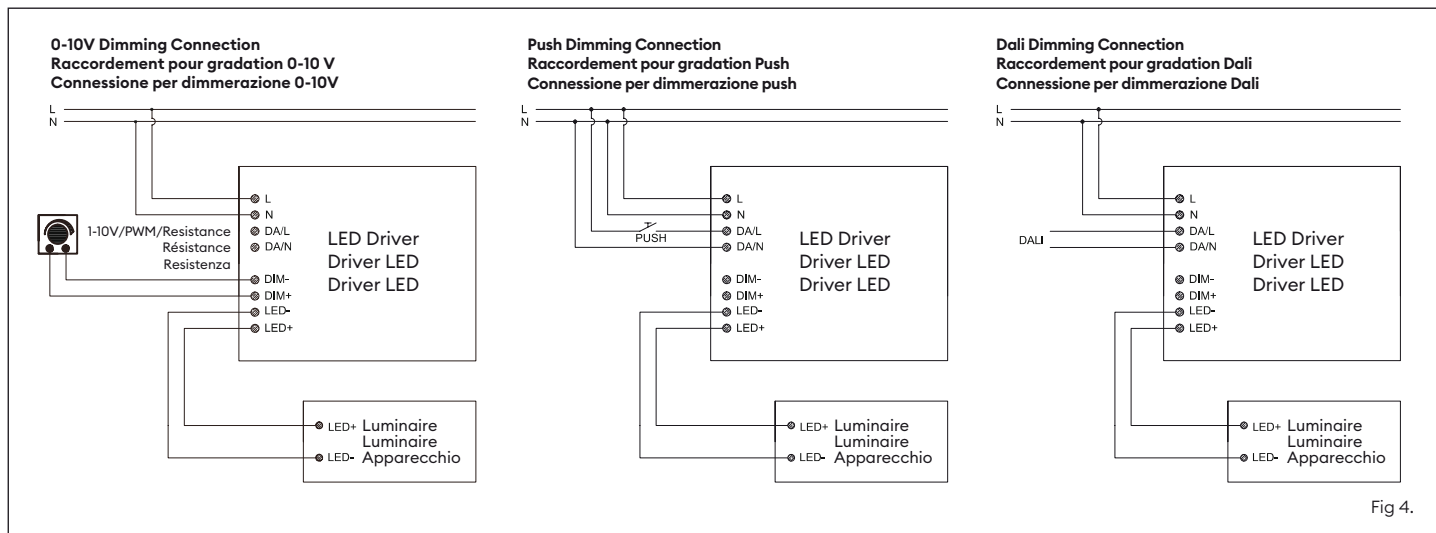 0-10V Dimming Connection
Raccordement pour gradation 0-10 V
Connessione per dimmerazione 0-10V
L
N
L
N
1-10V/PWM/Resistance
DA/L
Résistance
DA/N
Resistenza
DIM-
DIM+
LED-
LED+
LED Driver
Driver LED
Driver LED
LED+ Luminaire
Luminaire
LED- Apparecchio
Push Dimming Connection
Raccordement pour gradation Push
Connessione per dimmerazione push
L
N
L
N
DA/L
PUSH
DA/N
DIM-
DIM+
LED-
LED+
LED Driver
Driver LED
Driver LED
LED+ Luminaire
Luminaire
LED- Apparecchio
Dali Dimming Connection
Raccordement pour gradation Dali
Connessione per dimmerazione Dali
L
N
L
N
DA/L
DALI
DA/N
DIM-
DIM+
LED-
LED+
LED Driver
Driver LED
Driver LED
LED+ Luminaire
Luminaire
LED- Apparecchio
Fig 4.